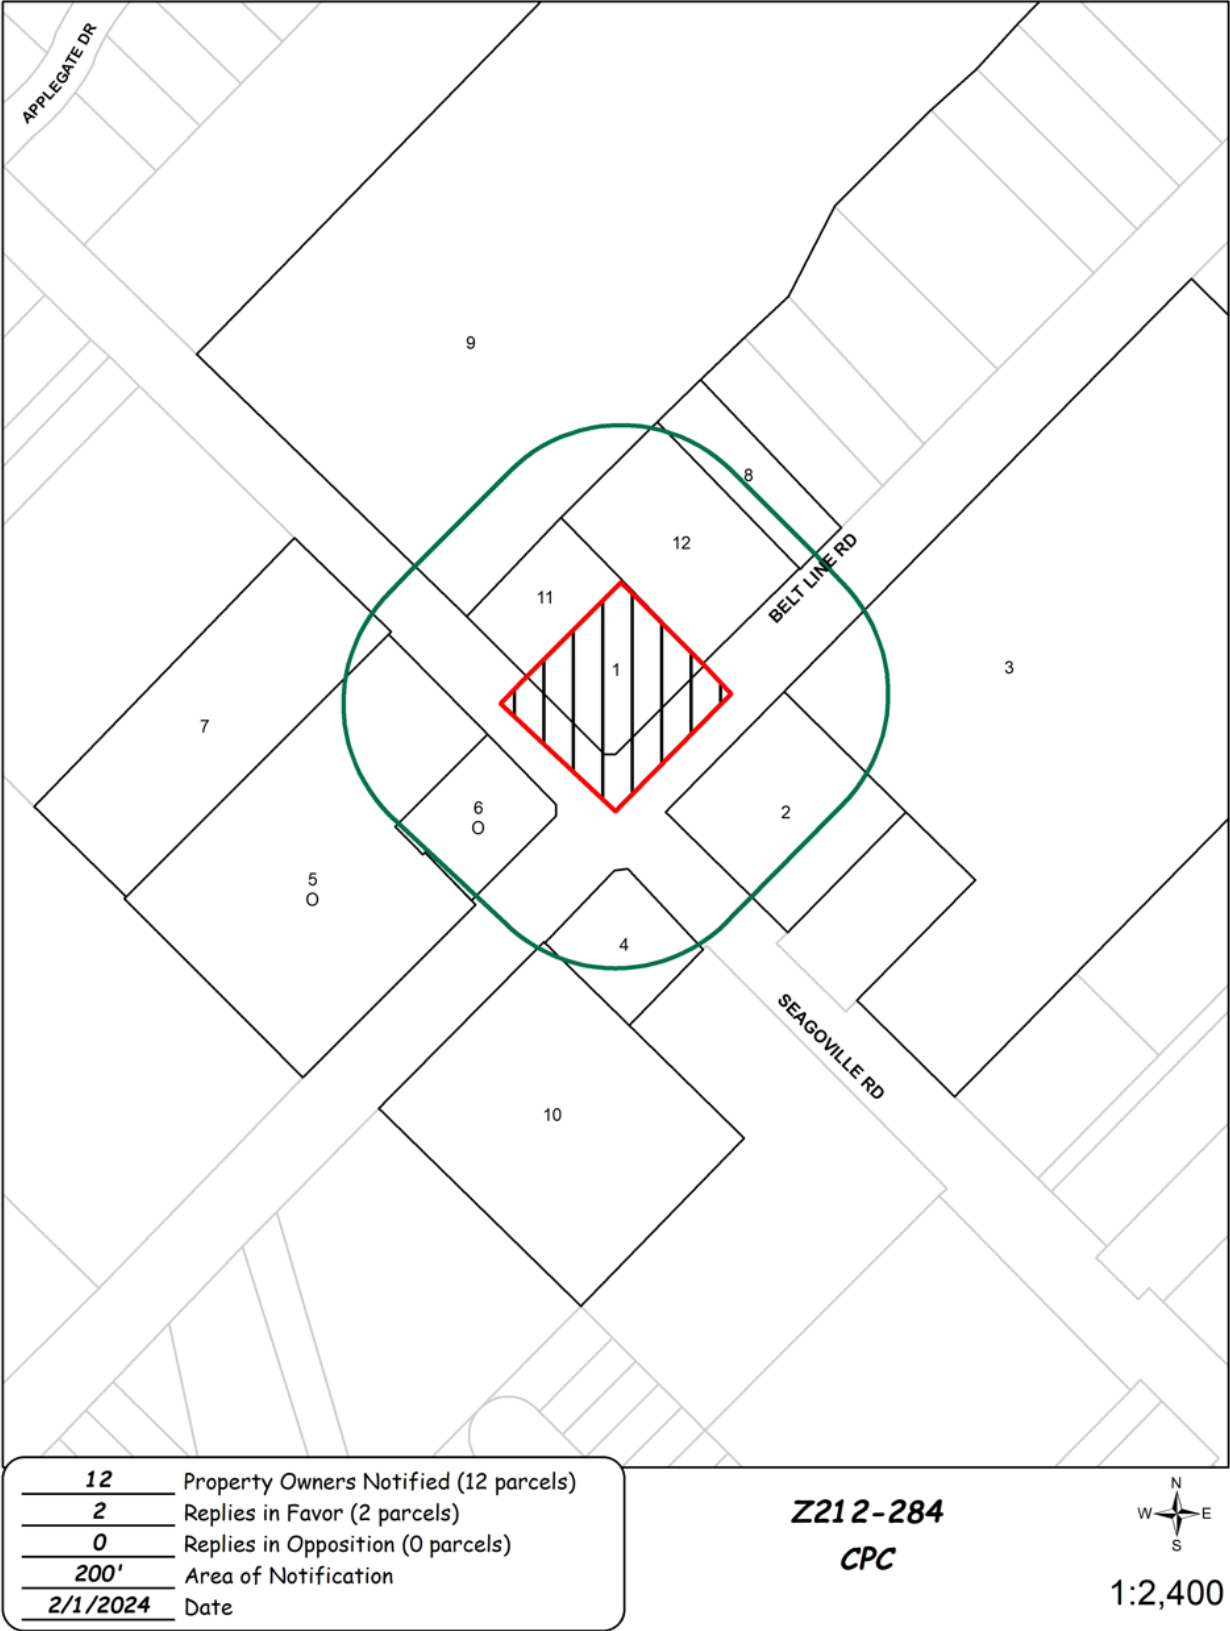 APPLEGATE DR
9
8
12
BELT LINE RD
11
1
3
7
6
O
2
5
O
4
SEAGOVILLE RD
10
12 Property Owners Notified (12 parcels)
2 Replies in Favor (2 parcels)
0 Replies in Opposition (0 parcels)
200' Area of Notification
2/1/2024 Date
Z212-284
CPC
N
W E
S
1:2,400